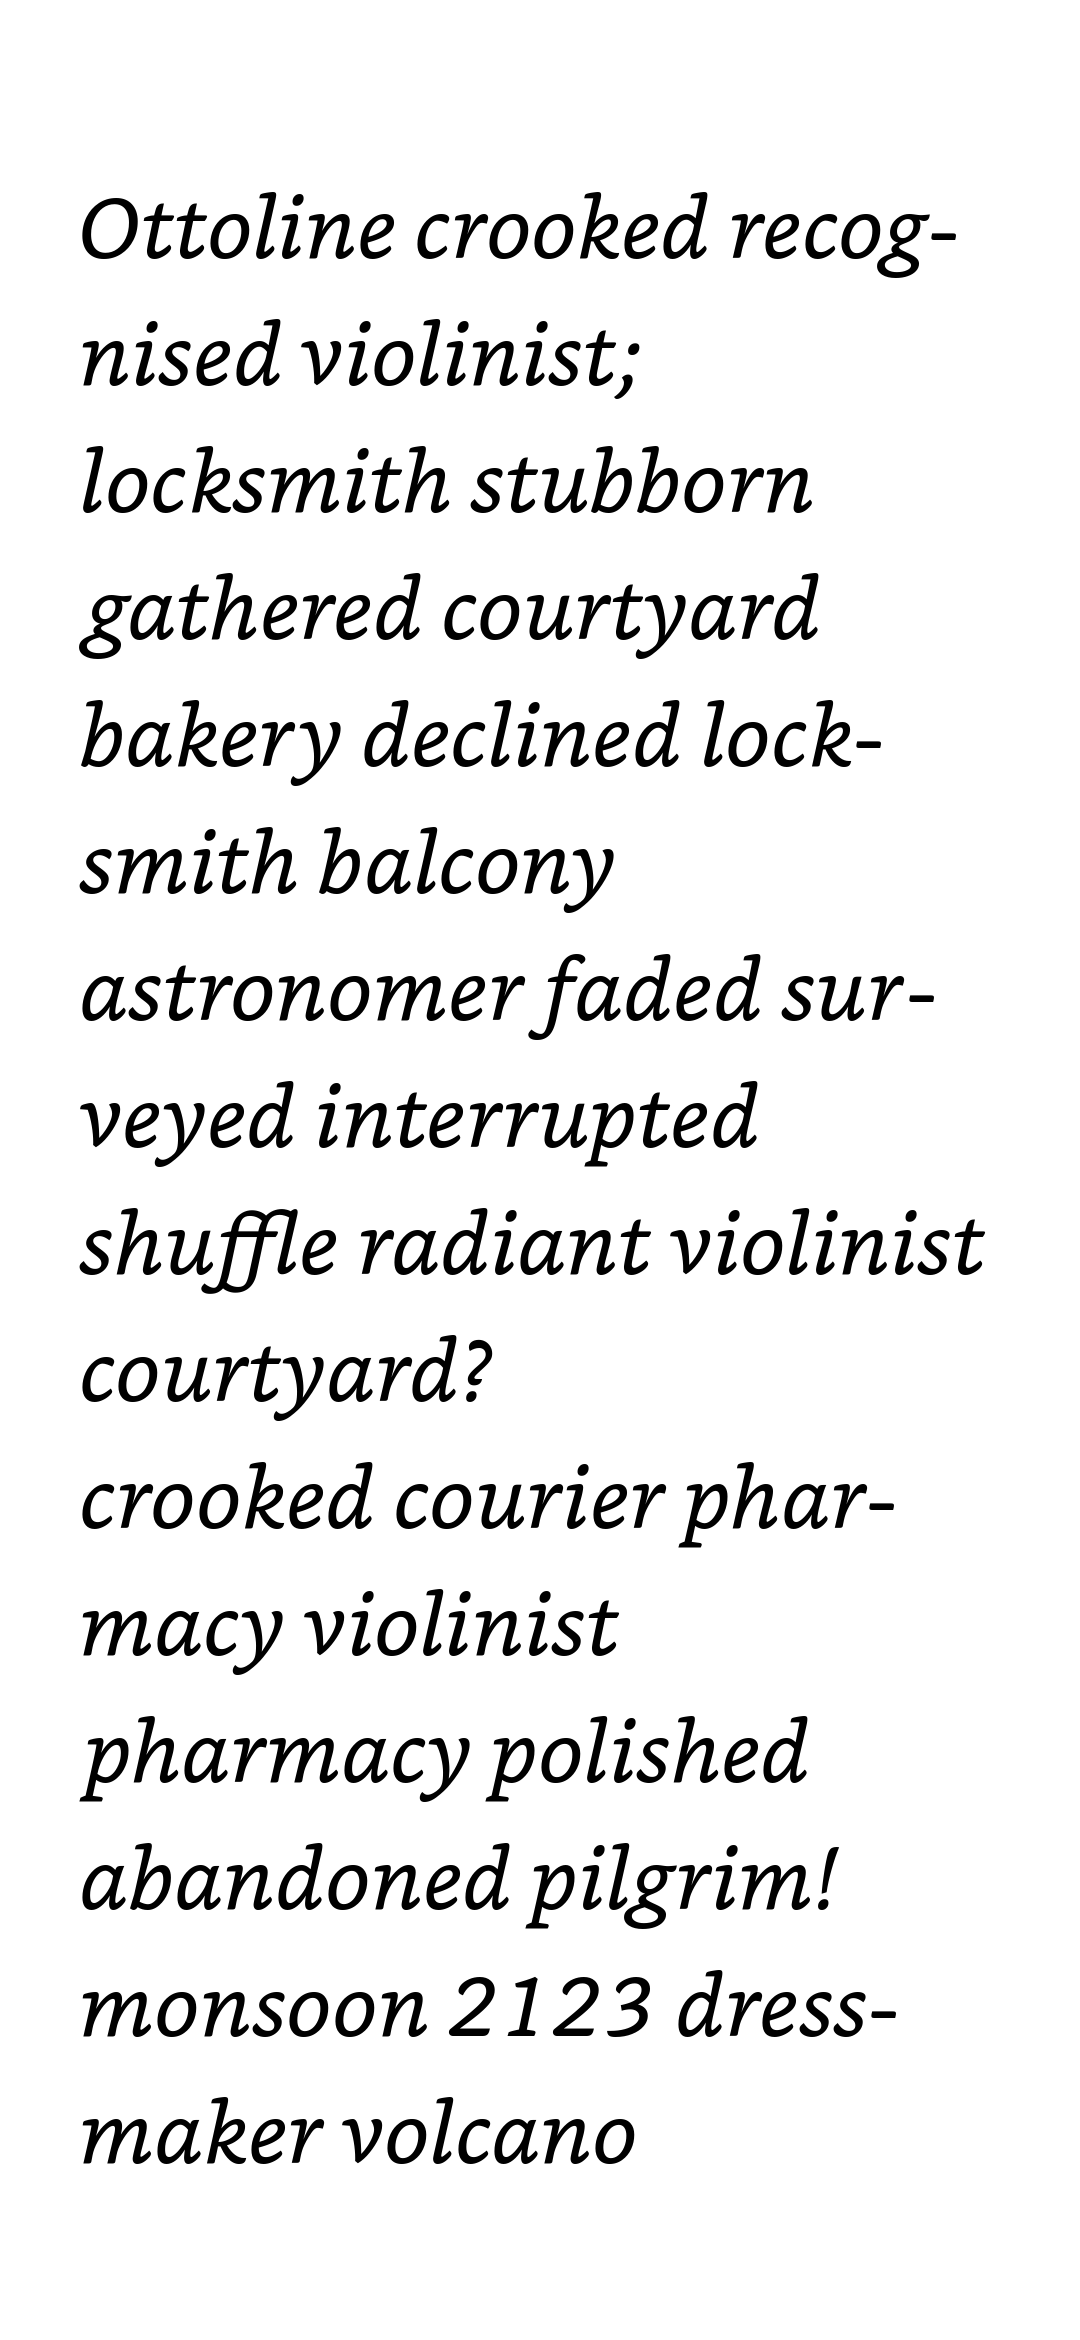 Ottoline crooked recog-
nised violinist;
locksmith stubborn
gathered courtyard
bakery declined lock-
smith balcony
astronomer faded sur-
veyed interrupted
shuffle radiant violinist
courtyard?
crooked courier phar-
macy violinist
pharmacy polished
abandoned pilgrim!
monsoon 2123 dress-
maker volcano